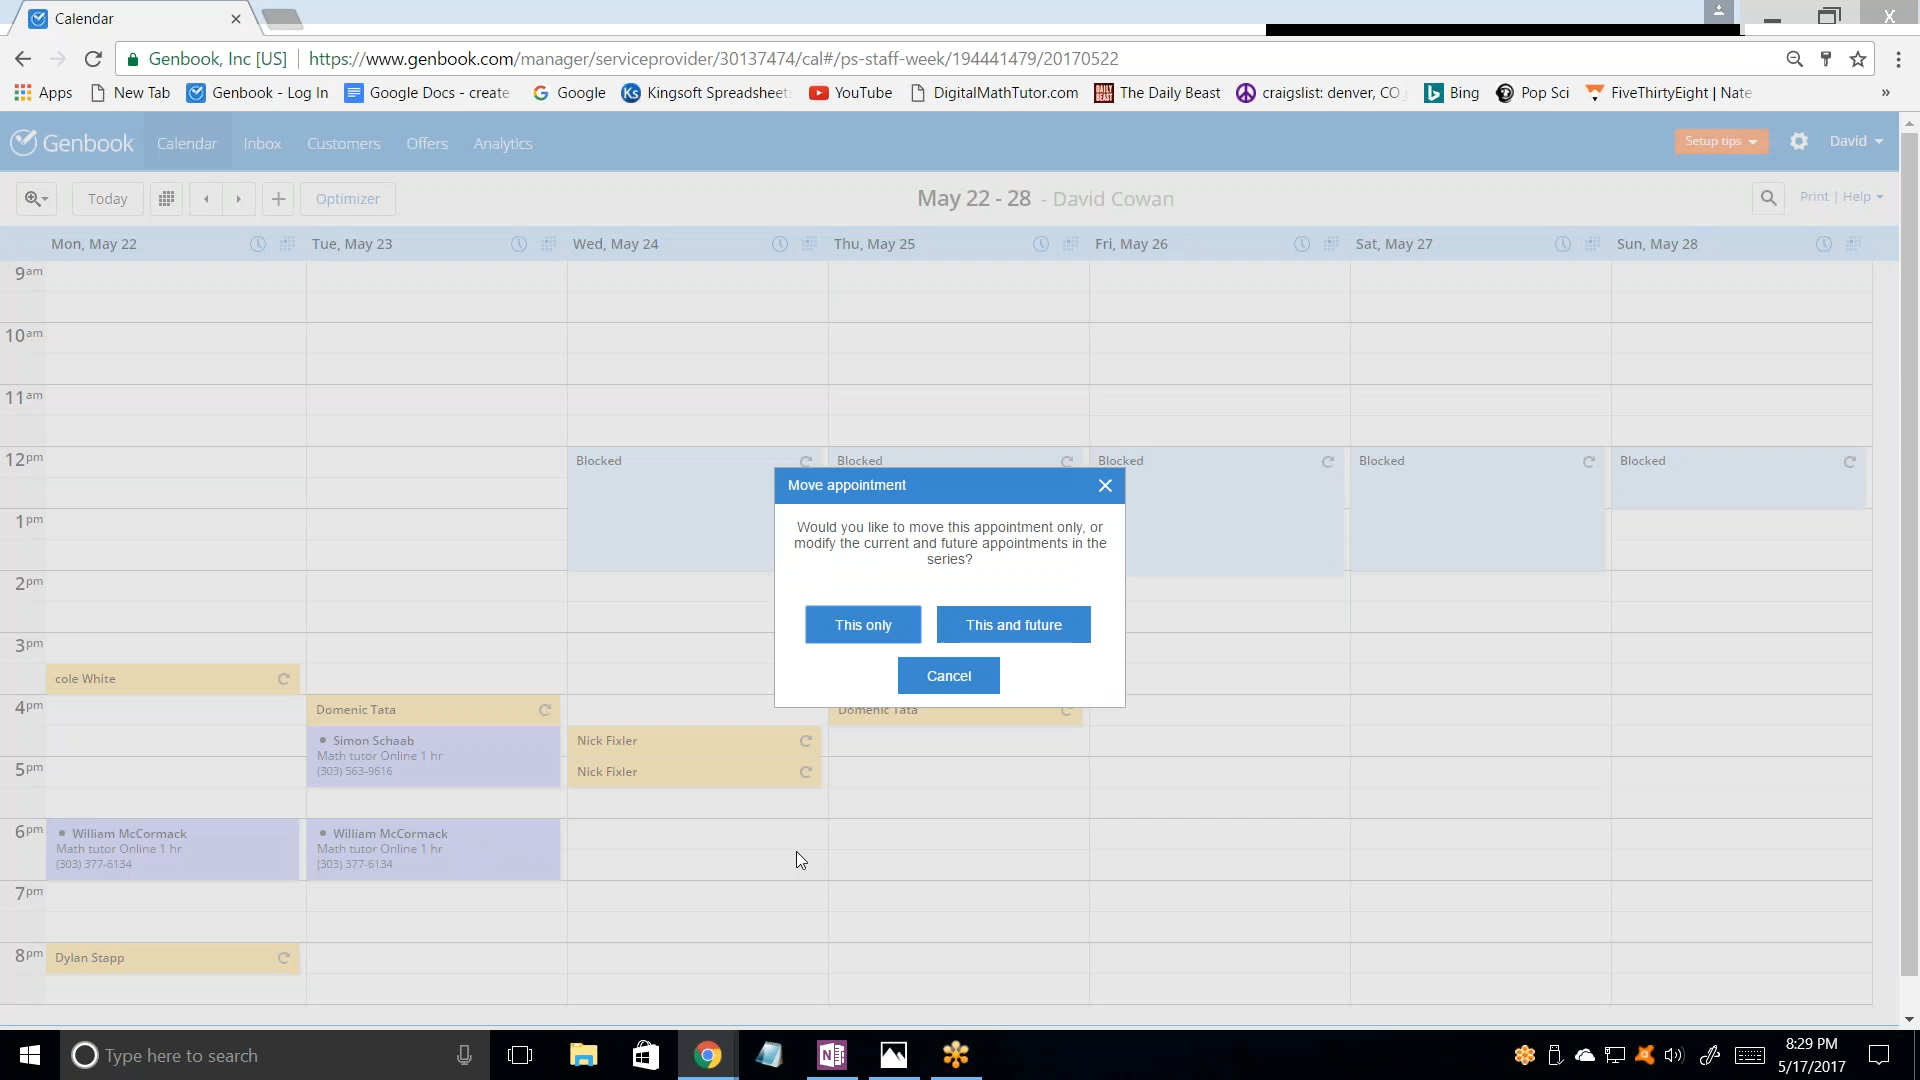 Calendar
Genbook, Inc [US]
https://www.genbook.com/manager/serviceprovider/30137474/cal#/ps-staff-week/194441479/20170522
Apps
New Tab
Genbook - Log In
Google Docs - create
Google
Kingsoft Spreadsheet
YouTube
DigitalMathTutor.com
The Daily Beast
craigslist: denver, CO
Bing
Pop Sci
FiveThirtyEight | Nate
»
Genbook
Calendar
Inbox
Customers
Offers
Analytics
Setup tips
David
Today
Optimizer
May 22 - 28 - David Cowan
Print | Help
Mon, May 22
Tue, May 23
Wed, May 24
Thu, May 25
Fri, May 26
Sat, May 27
Sun, May 28
9am
10am
11am
12pm
Blocked
Blocked
Blocked
Blocked
Blocked
Move appointment
Would you like to move this appointment only, or
modify the current and future appointments in the
series?
This only
This and future
Cancel
1pm
2pm
3pm
cole White
4pm
Domenic Tata
Domenic Tata
Simon Schaab
Math tutor Online 1 hr
(303) 563-9616
Nick Fixler
Nick Fixler
5pm
6pm
William McCormack
Math tutor Online 1 hr
(303) 377-6134
William McCormack
Math tutor Online 1 hr
(303) 377-6134
7pm
8pm
Dylan Stapp
Type here to search
8:29 PM
5/17/2017